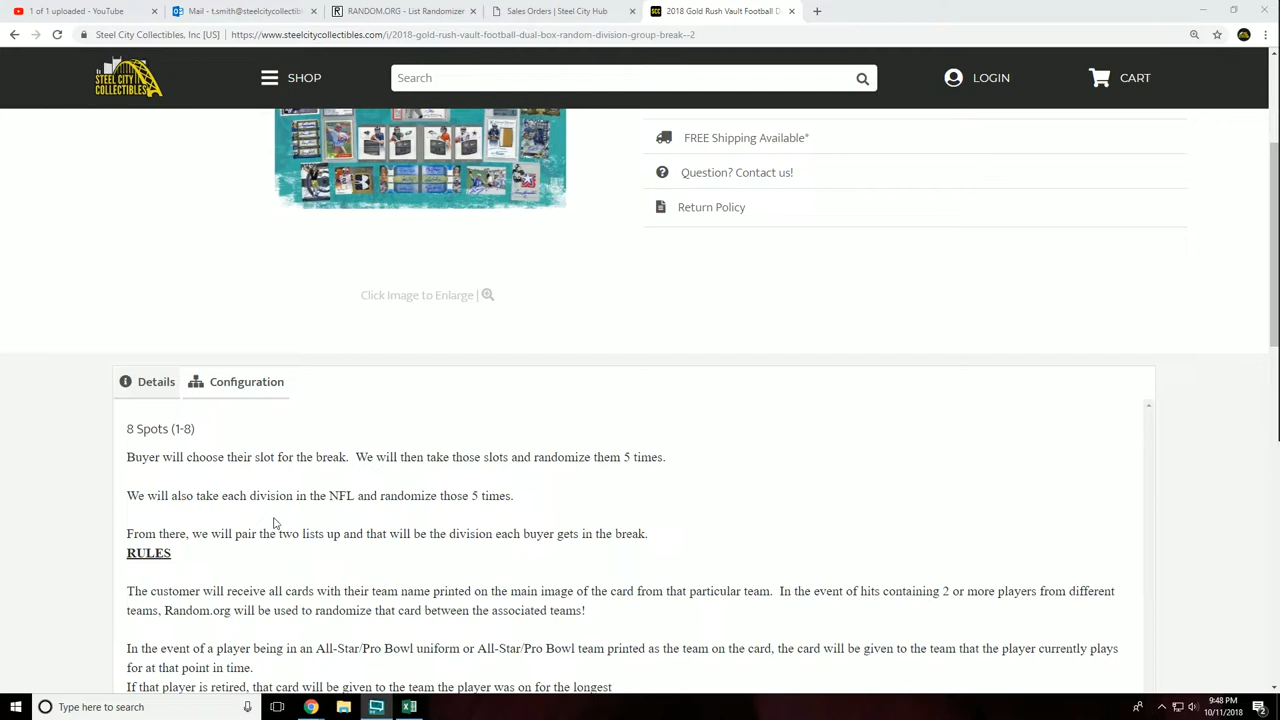 1 of 1 uploaded - YouTube
Mail - t.smith@steelcitycollectibl
RANDOM.ORG - List Randomizer
Sales Orders | Steel City Hub
2018 Gold Rush Vault Football D
Steel City Collectibles, Inc [US] | https://www.steelcitycollectibles.com/i/2018-gold-rush-vault-football-dual-box-random-division-group-break--2
STEEL CITY
COLLECTIBLES
SHOP
Search
LOGIN
CART
FREE Shipping Available*
Question? Contact us!
Return Policy
Click Image to Enlarge |
Details
Configuration
8 Spots (1-8)
Buyer will choose their slot for the break.  We will then take those slots and randomize them 5 times.
We will also take each division in the NFL and randomize those 5 times.
From there, we will pair the two lists up and that will be the division each buyer gets in the break.
RULES
The customer will receive all cards with their team name printed on the main image of the card from that particular team.  In the event of hits containing 2 or more players from different
teams, Random.org will be used to randomize that card between the associated teams!
In the event of a player being in an All-Star/Pro Bowl uniform or All-Star/Pro Bowl team printed as the team on the card, the card will be given to the team that the player currently plays
for at that point in time.
If that player is retired, that card will be given to the team the player was on for the longest
Type here to search
9:48 PM
10/11/2018
2